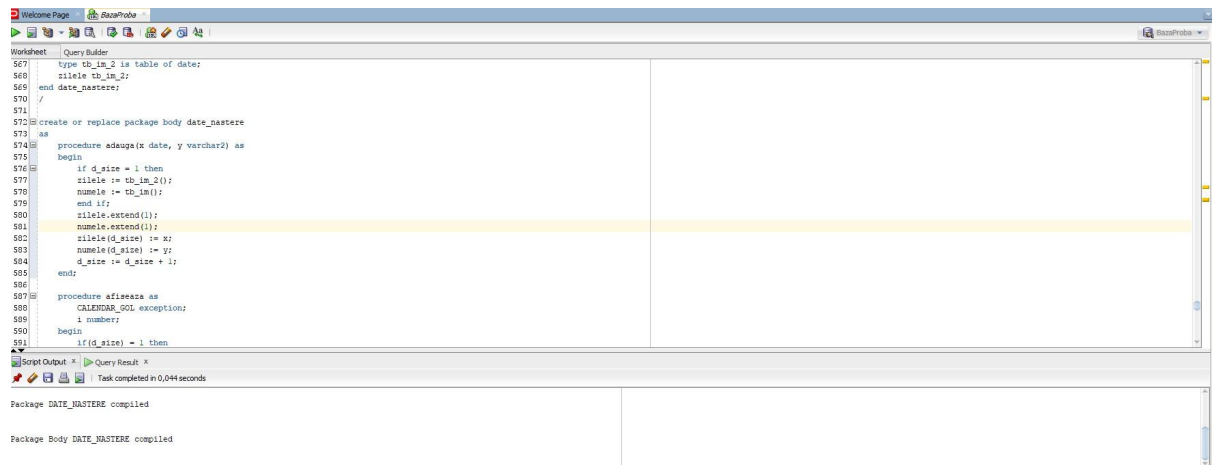 Welcome Page
BazaProba
BazaProba
Worksheet Query Builder
567 type tb_im_2 is table of date;
568 zilele tb_im_2;
569 end date_nastere;
570 /
571
572 create or replace package body date_nastere
573 as
574 procedure adauga(x date, y varchar2) as
575 begin
576 if d_size = 1 then
577 zilele := tb_im_2();
578 numele := tb_im();
579 end if;
580 zilele.extend(1);
581 numele.extend(1);
582 zilele(d_size) := x;
583 numele(d_size) := y;
584 d_size := d_size + 1;
585 end;
586
587 procedure afiseaza as
588 CALENDAR_GOL exception;
589 i number;
590 begin
591 if(d_size) = 1 then
Script Output x Query Result x
Task completed in 0,044 seconds
Package DATE_NASTERE compiled
Package Body DATE_NASTERE compiled